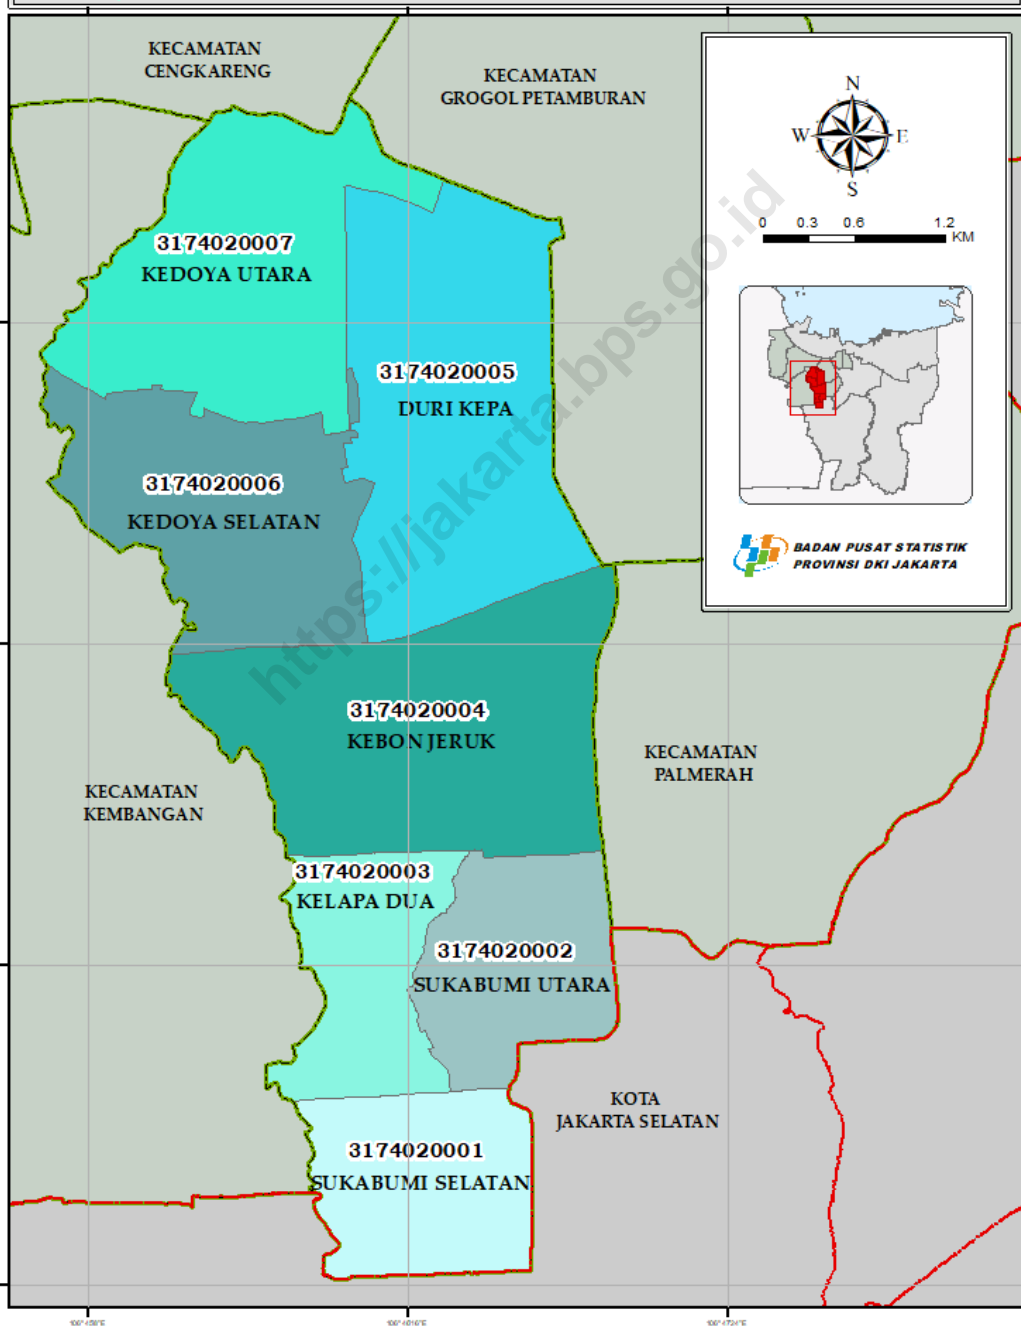 KECAMATAN
CENGKARENG
KECAMATAN
GROGOL PETAMBURAN
N
W
E
S
0 0.3 0.6 1.2
KM
3174020007
KEDOYA UTARA
3174020005
DURI KEPA
3174020006
KEDOYA SELATAN
BADAN PUSAT STATISTIK
PROVINSI DKI JAKARTA
https://jakarta.bps.go.id
3174020004
KEBON JERUK
KECAMATAN
PALMERAH
KECAMATAN
KEMBANGAN
3174020003
KELAPA DUA
3174020002
SUKABUMI UTARA
KOTA
JAKARTA SELATAN
3174020001
SUKABUMI SELATAN